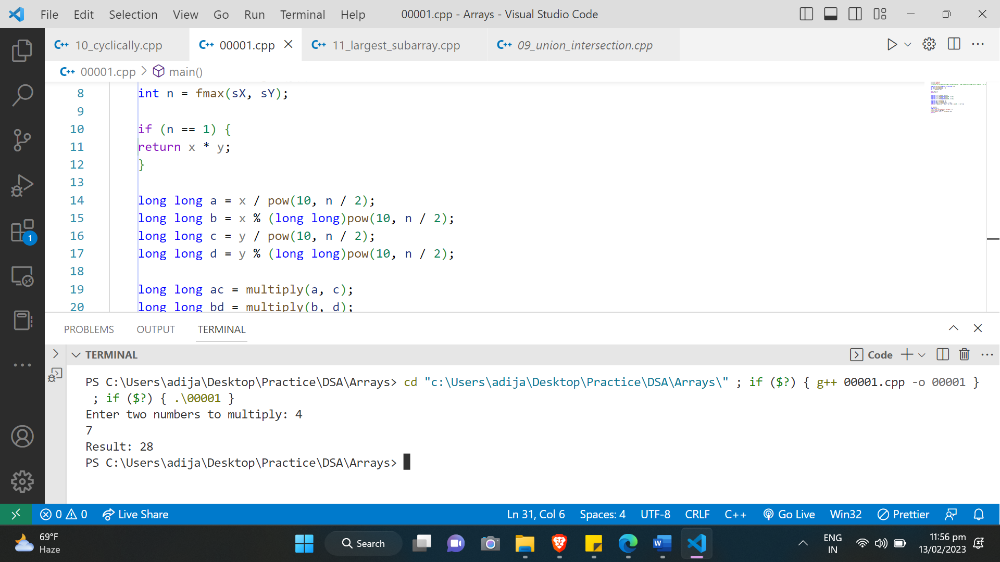 File Edit Selection View Go Run Terminal Help 00001.cpp - Arrays - Visual Studio Code
C++ 10_cyclically.cpp C++ 00001.cpp C++ 11_largest_subarray.cpp C++ 09_union_intersection.cpp
C++ 00001.cpp > main()
8 int n = fmax(sX, sY);
9
10 if (n == 1) {
11 return x * y;
12 }
13
14 long long a = x / pow(10, n / 2);
15 long long b = x % (long long)pow(10, n / 2);
16 long long c = y / pow(10, n / 2);
17 long long d = y % (long long)pow(10, n / 2);
18
19 long long ac = multiply(a, c);
20 long long bd = multiply(b, d);
1
PROBLEMS OUTPUT TERMINAL
TERMINAL Code
PS C:\Users\adija\Desktop\Practice\DSA\Arrays> cd "c:\Users\adija\Desktop\Practice\DSA\Arrays\" ; if ($?) { g++ 00001.cpp -o 00001 }
; if ($?) { .\00001 }
Enter two numbers to multiply: 4
7
Result: 28
PS C:\Users\adija\Desktop\Practice\DSA\Arrays>
0 0 Live Share Ln 31, Col 6 Spaces: 4 UTF-8 CRLF C++ Go Live Win32 Prettier
69°F
Haze
Search
ENG
IN
11:56 pm
13/02/2023